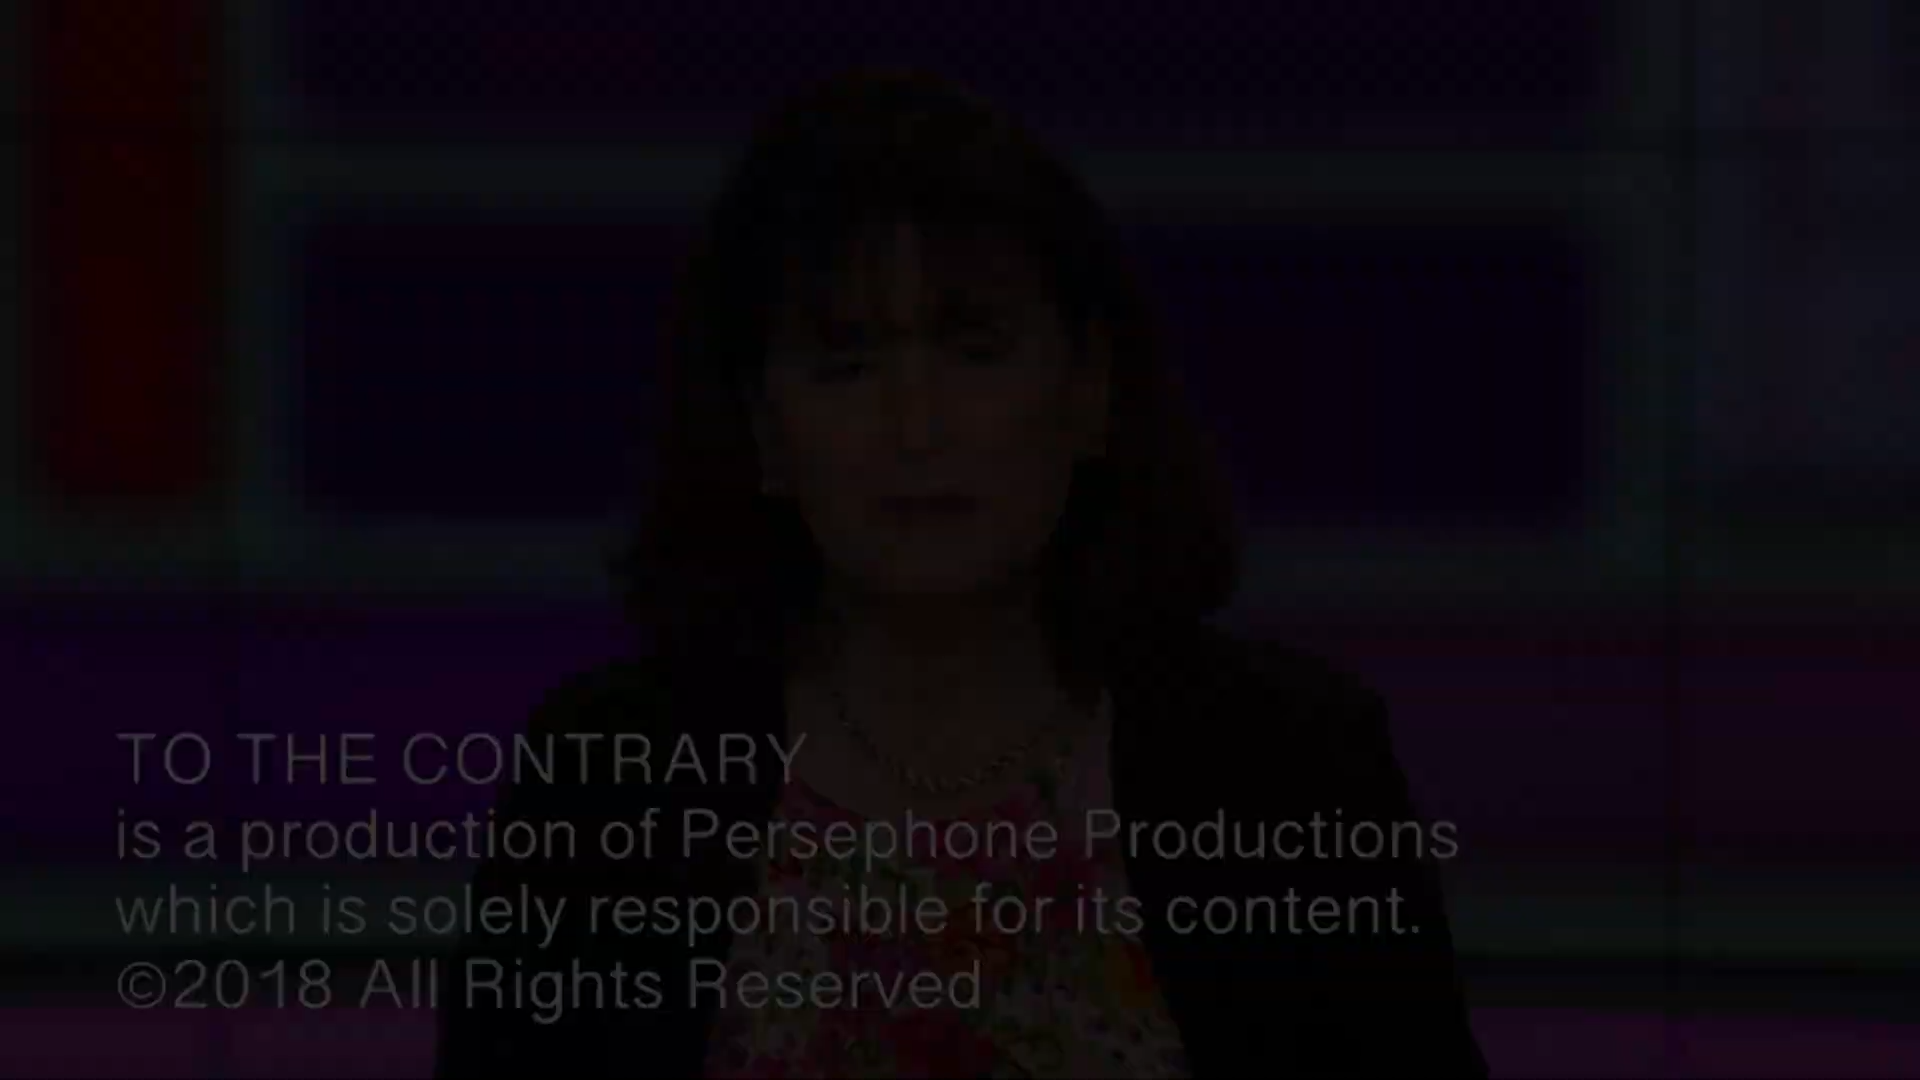 TO THE CONTRARY
is a production of Persephone Productions
which is solely responsible for its content.
©2018 All Rights Reserved